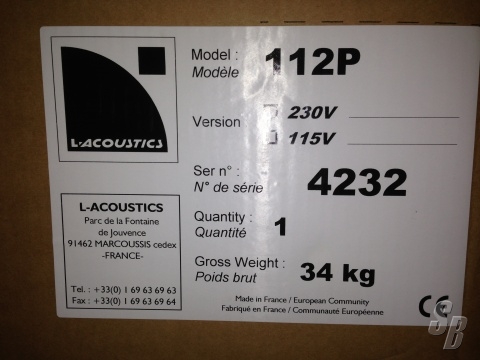 L-ACOUSTICS
Model : 112P
Modèle
Version 230V
115V
Ser n° : 4232
N° de série :
Quantity : 1
Quantité
Gross Weight : 34 kg
Poids brut
Made in France / European Community
Fabriqué en France / Communauté Européenne
CE
L-ACOUSTICS
Parc de la Fontaine
de Jouvence
91462 MARCOUSSIS cedex
-FRANCE-
Tel. : +33(0) 1 69 63 69 63
Fax : +33(0) 1 69 63 69 64
SB